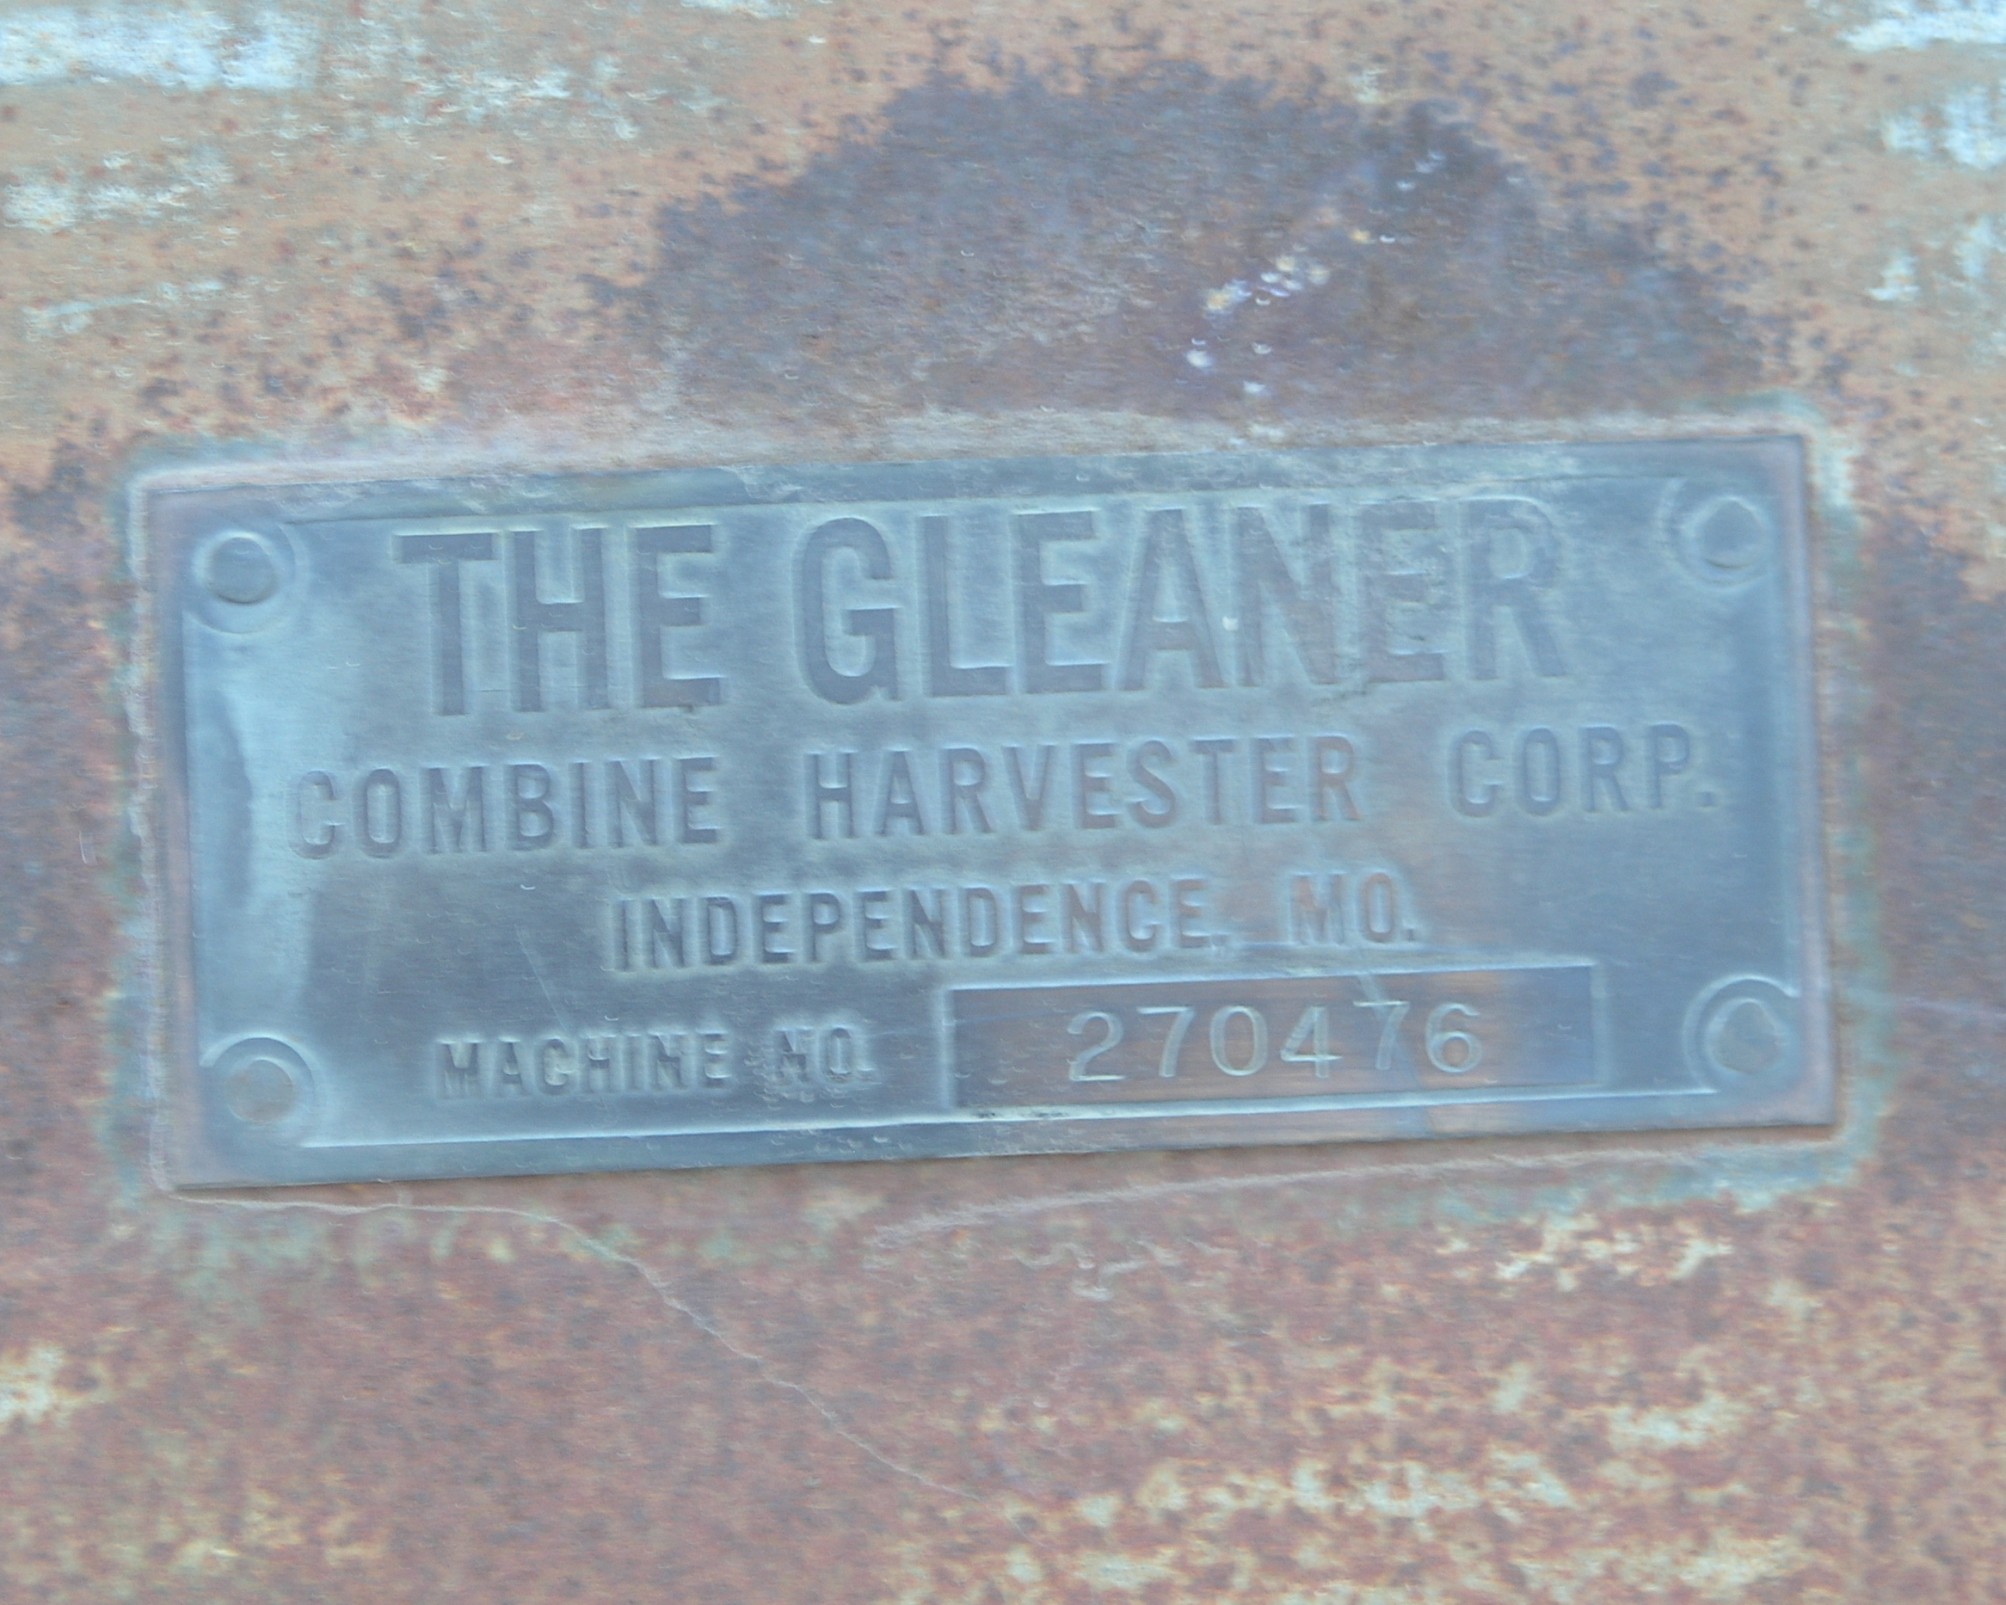 THE GLEANER
COMBINE HARVESTER CORP.
INDEPENDENCE, MO.
MACHINE NO. 270476